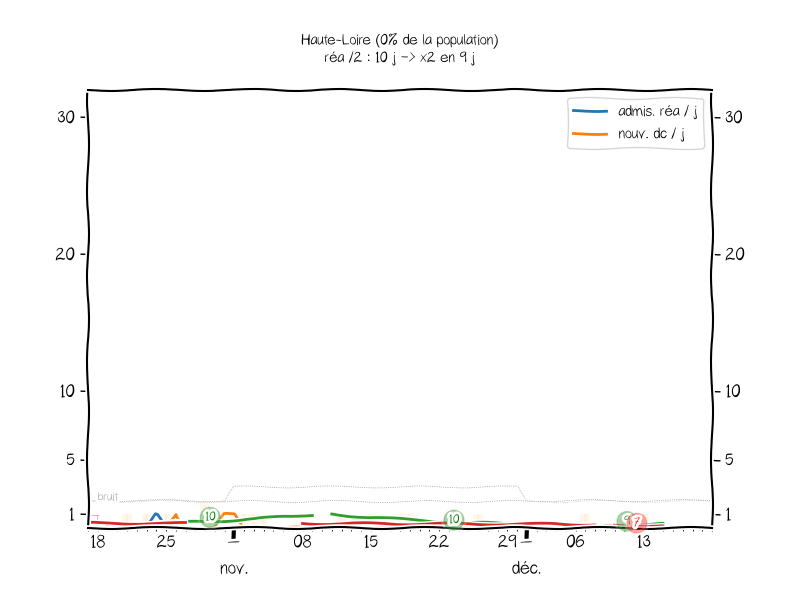 Haute-Loire (0% de la population)
réa /2 : 10 j -> x2 en 9 j
admis. réa / j
nouv. dc / j
30 30
20 20
10 10
5 5
bruit
1 1
10 10 7
18 25 08 15 22 29 06 13
nov. déc.